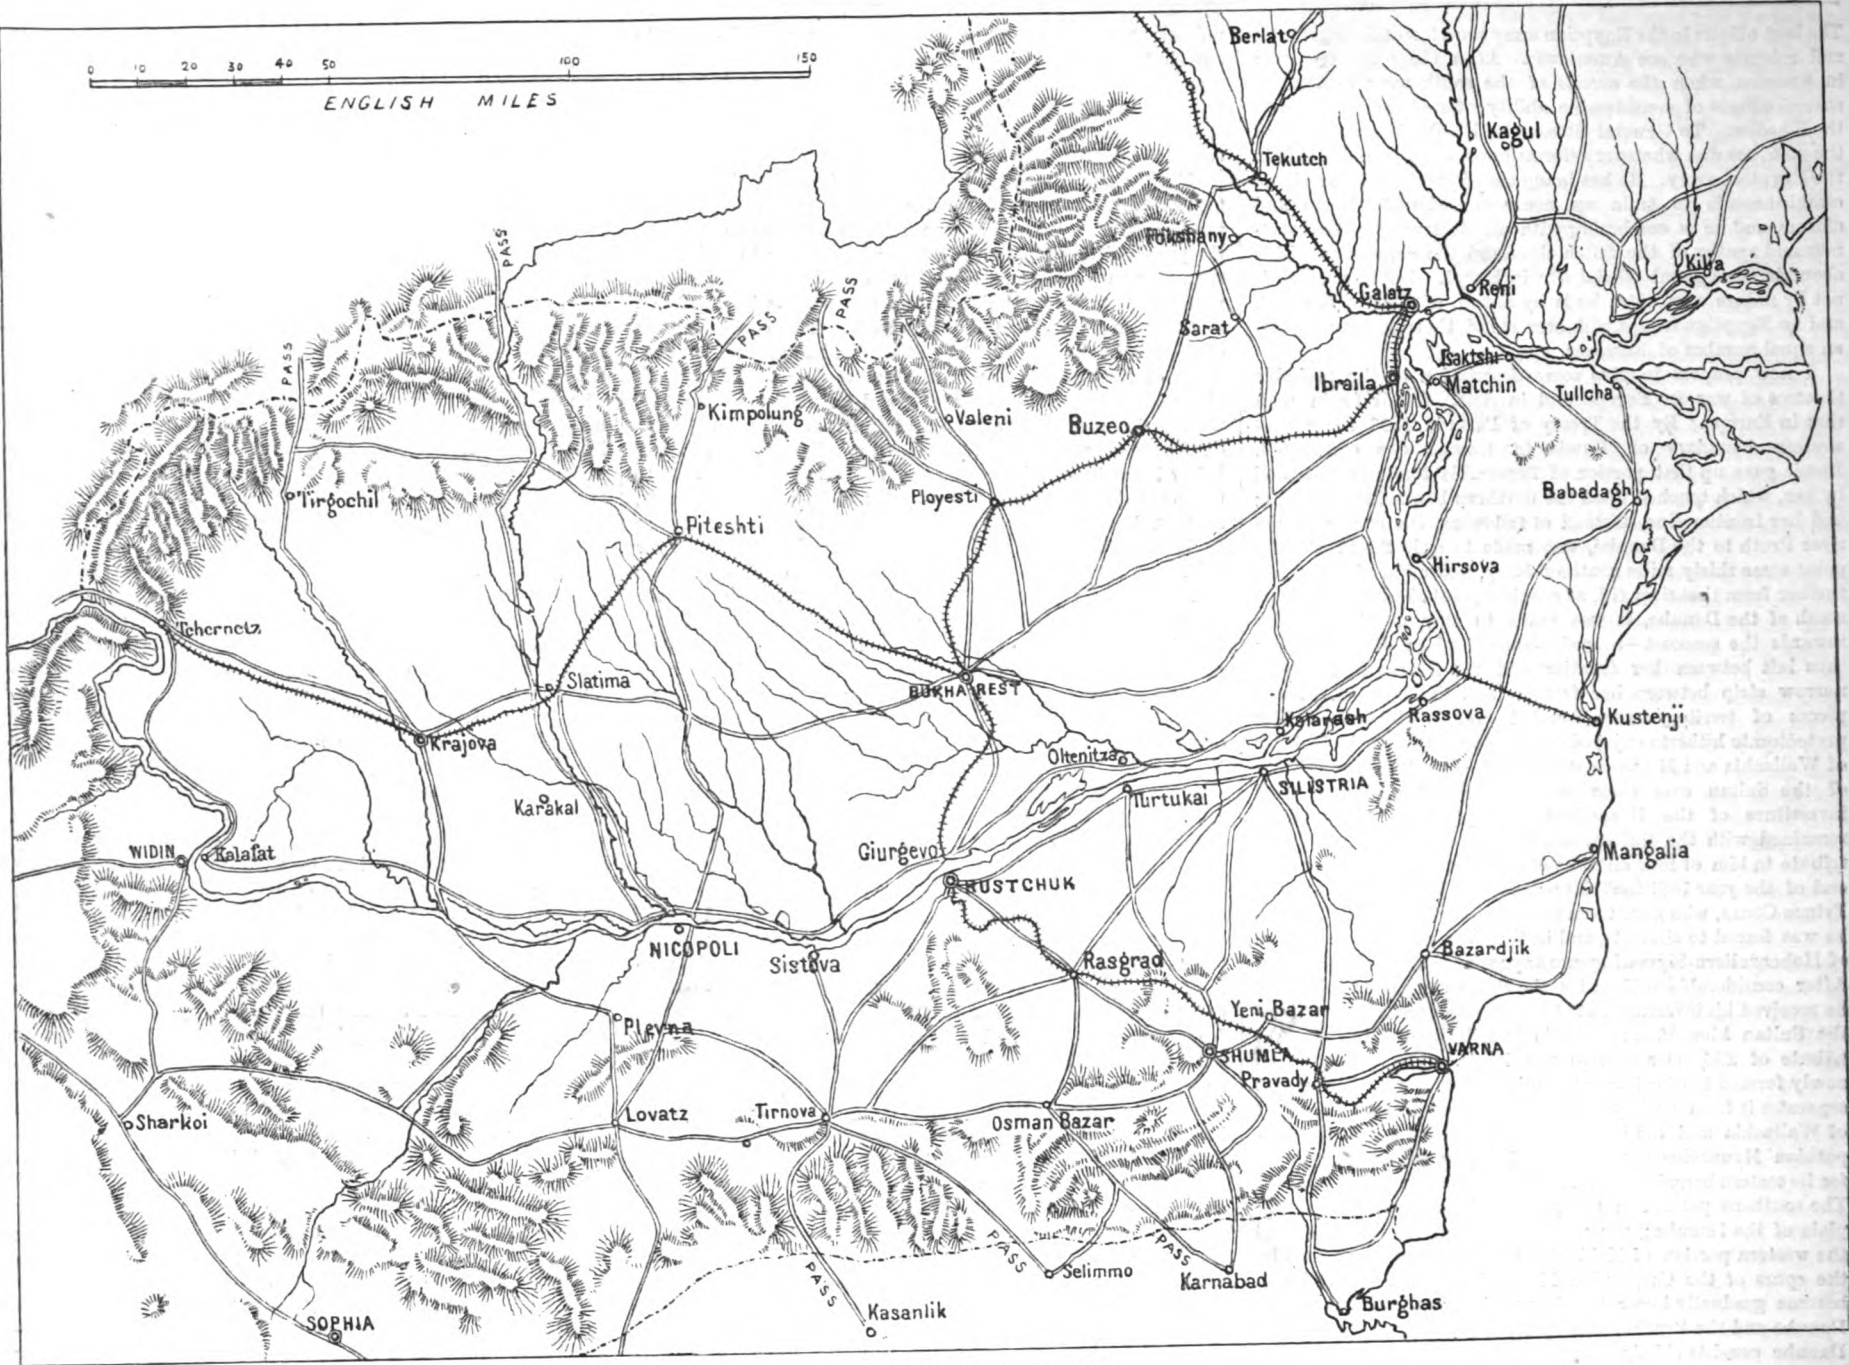 0 10 20 30 40 50 100 150
ENGLISH MILES
Berlat
Kagul
Tekutch
PASS
Fokshany
Kilia
PASS
Galatz
Reni
PASS
Sarat
PASS
Isaktshi
Ibraila
Matchin
Tullcha
Kimpolung
Valeni
Buzeo
Tirgochil
Ployesti
Babadagh
Piteshti
Hirsova
Tchernetz
Slatima
BUKHAREST
Kalarash
Rassova
Kustenji
Krajova
Oltenitza
Karakal
Turtukai
SILISTRIA
WIDIN
Kalafat
Giurgevo
Mangalia
RUSTCHUK
NICOPOLI
Sistova
Rasgrad
Bazardjik
Plevna
Yeni Bazar
SHUMLA
VARNA
Pravady
Sharkoi
Lovatz
Tirnova
Osman Bazar
PASS
PASS
PASS
Selimmo
Karnabad
Kasanlik
Burghas
SOPHIA